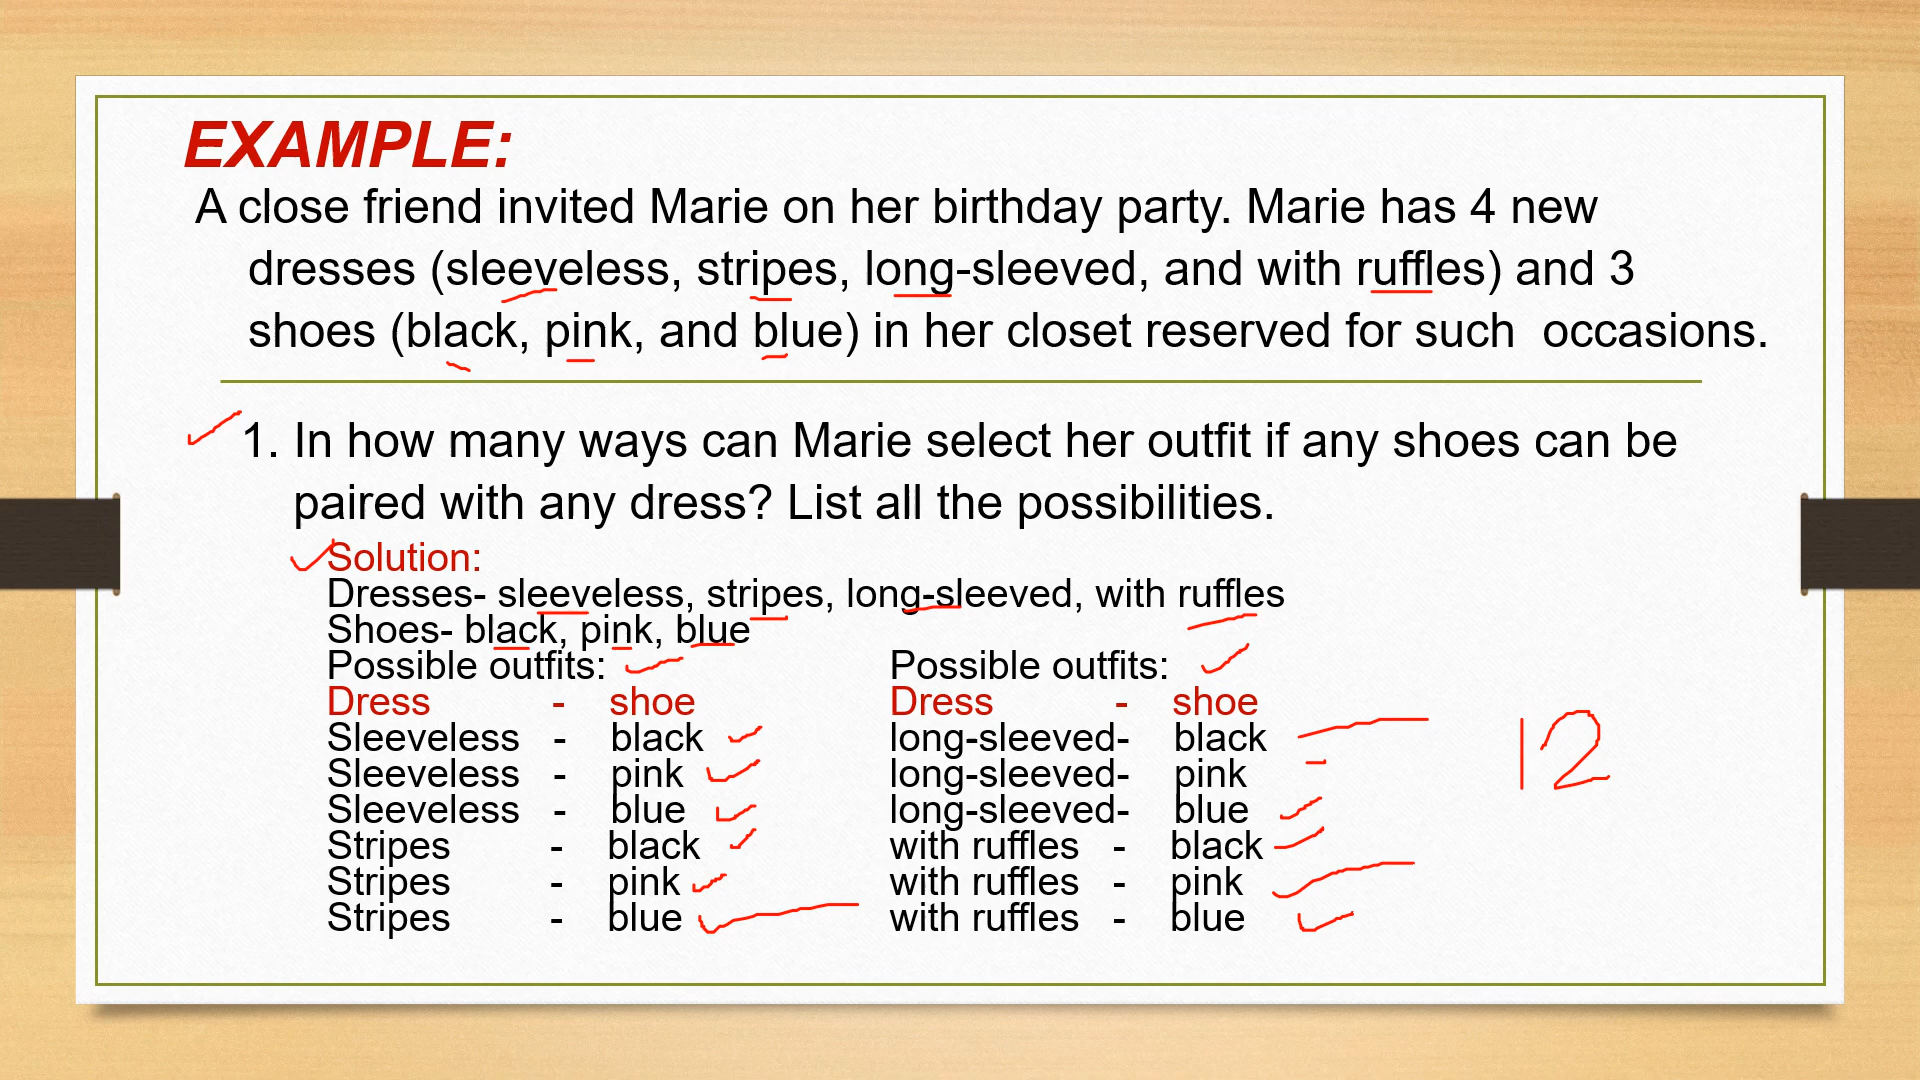 EXAMPLE:
A close friend invited Marie on her birthday party. Marie has 4 new
dresses (sleeveless, stripes, long-sleeved, and with ruffles) and 3
shoes (black, pink, and blue) in her closet reserved for such occasions.
1. In how many ways can Marie select her outfit if any shoes can be
paired with any dress? List all the possibilities.
Solution:
Dresses- sleeveless, stripes, long-sleeved, with ruffles
Shoes- black, pink, blue
Possible outfits:
Dress - shoe
Sleeveless - black
Sleeveless - pink
Sleeveless - blue
Stripes - black
Stripes - pink
Stripes - blue
Possible outfits:
Dress - shoe
long-sleeved- black
long-sleeved- pink
long-sleeved- blue
with ruffles - black
with ruffles - pink
with ruffles - blue
12